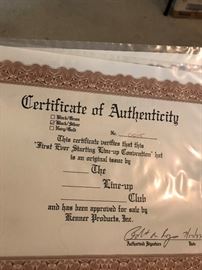 Certificate of Authenticity
Black/Green
Black/Silver
Navy/Gold
No.
This certificate verifies that this
"First Ever Starting Line-up Convention" hat
is an original issue by
The
Line-up
Club
and has been approved for sale by
Kenner Products, Inc.
Authorized Signature Date